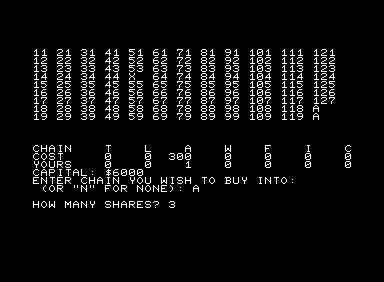 11 21 31 41 51 61 71 81 91 101 111 121
12 22 32 42 52 62 72 82 92 102 112 122
13 23 33 43 53 63 73 83 93 103 113 123
14 24 34 44 X 64 74 84 94 104 114 124
15 25 35 45 55 65 75 85 95 105 115 125
16 26 36 46 56 66 76 86 96 106 116 126
17 27 37 47 57 67 77 87 97 107 117 127
18 28 38 48 58 68 78 88 98 108 118 A
19 29 39 49 59 69 79 89 99 109 119 A
CHAIN T L A W F I C
COST 0 0 300 0 0 0 0
YOURS 0 0 1 0 0 0 0
CAPITAL: $6000
ENTER CHAIN YOU WISH TO BUY INTO:
(OR "N" FOR NONE): A
HOW MANY SHARES? 3